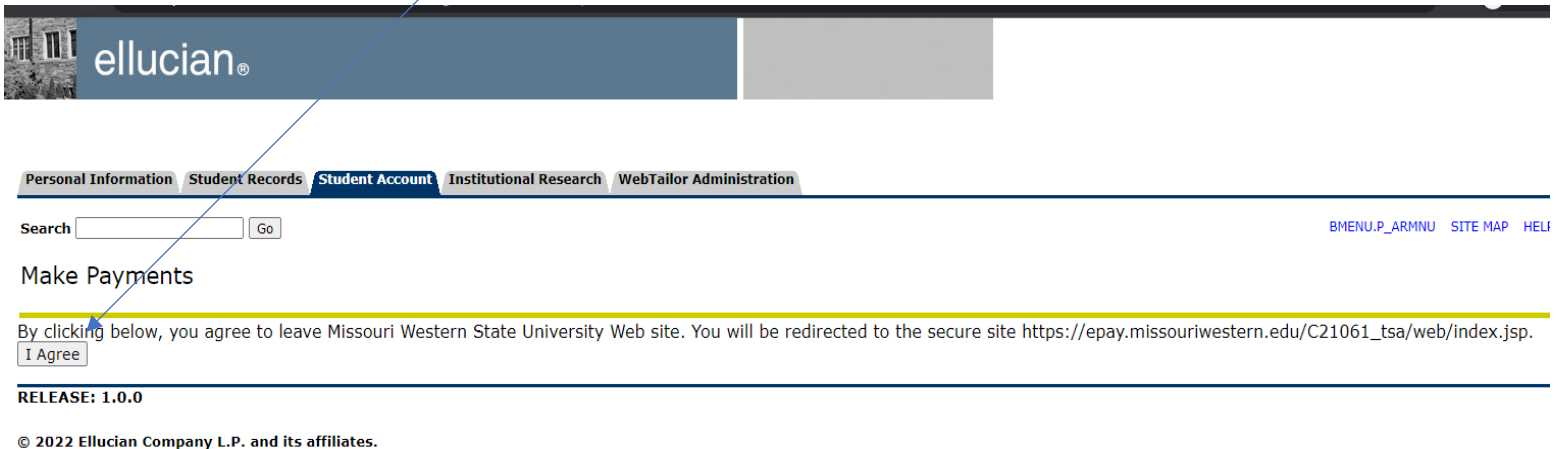 ellucian®
Personal Information Student Records Student Account Institutional Research WebTailor Administration
Search Go
BMENU.P_ARMNU SITE MAP HELP
Make Payments
By clicking below, you agree to leave Missouri Western State University Web site. You will be redirected to the secure site https://epay.missouriwestern.edu/C21061_tsa/web/index.jsp.
I Agree
RELEASE: 1.0.0
© 2022 Ellucian Company L.P. and its affiliates.